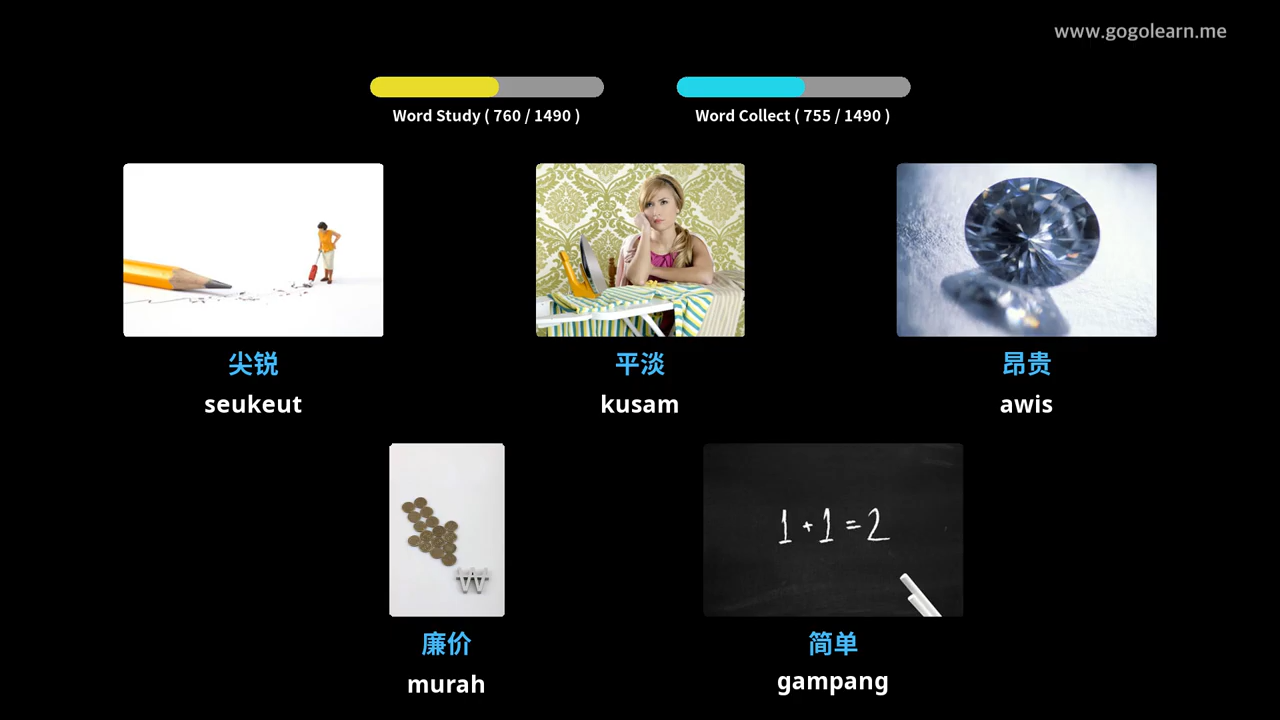 www.gogolearn.me
Word Study ( 760 / 1490 )
Word Collect ( 755 / 1490 )
尖锐
seukeut
平淡
kusam
昂贵
awis
₩
廉价
murah
1 + 1 = 2
简单
gampang